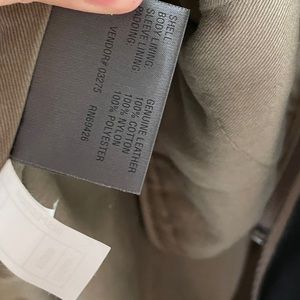 SHELL: GENUINE LEATHER
BODY LINING: 100% COTTON
SLEEVE LINING: 100% NYLON
PADDING: 100% POLYESTER
VENDOR# 03275 RN69426